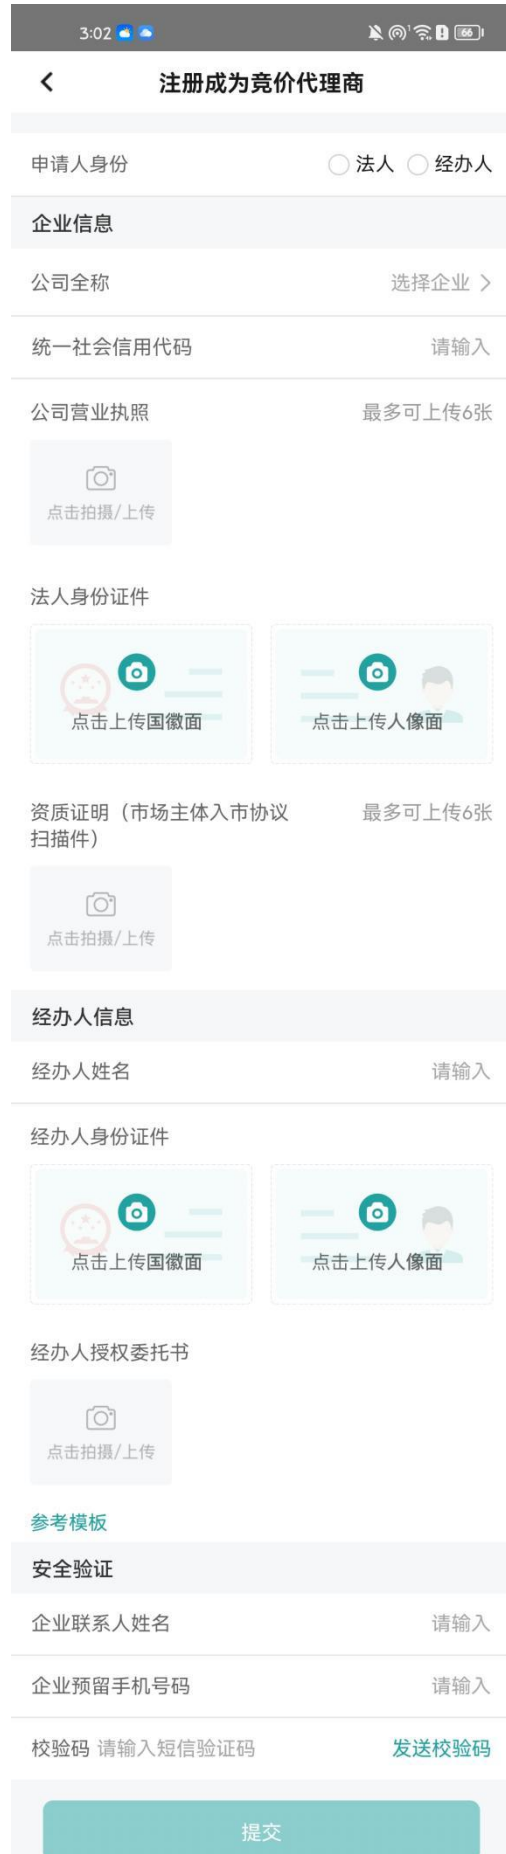 3:02
66
注册成为竞价代理商
申请人身份 法人 经办人
企业信息
公司全称 选择企业
统一社会信用代码 请输入
公司营业执照 最多可上传6张
点击拍摄/上传
法人身份证件
点击上传国徽面 点击上传人像面
资质证明（市场主体入市协议 最多可上传6张
扫描件）
点击拍摄/上传
经办人信息
经办人姓名 请输入
经办人身份证件
点击上传国徽面 点击上传人像面
经办人授权委托书
点击拍摄/上传
参考模板
安全验证
企业联系人姓名 请输入
企业预留手机号码 请输入
校验码 请输入短信验证码 发送校验码
提交